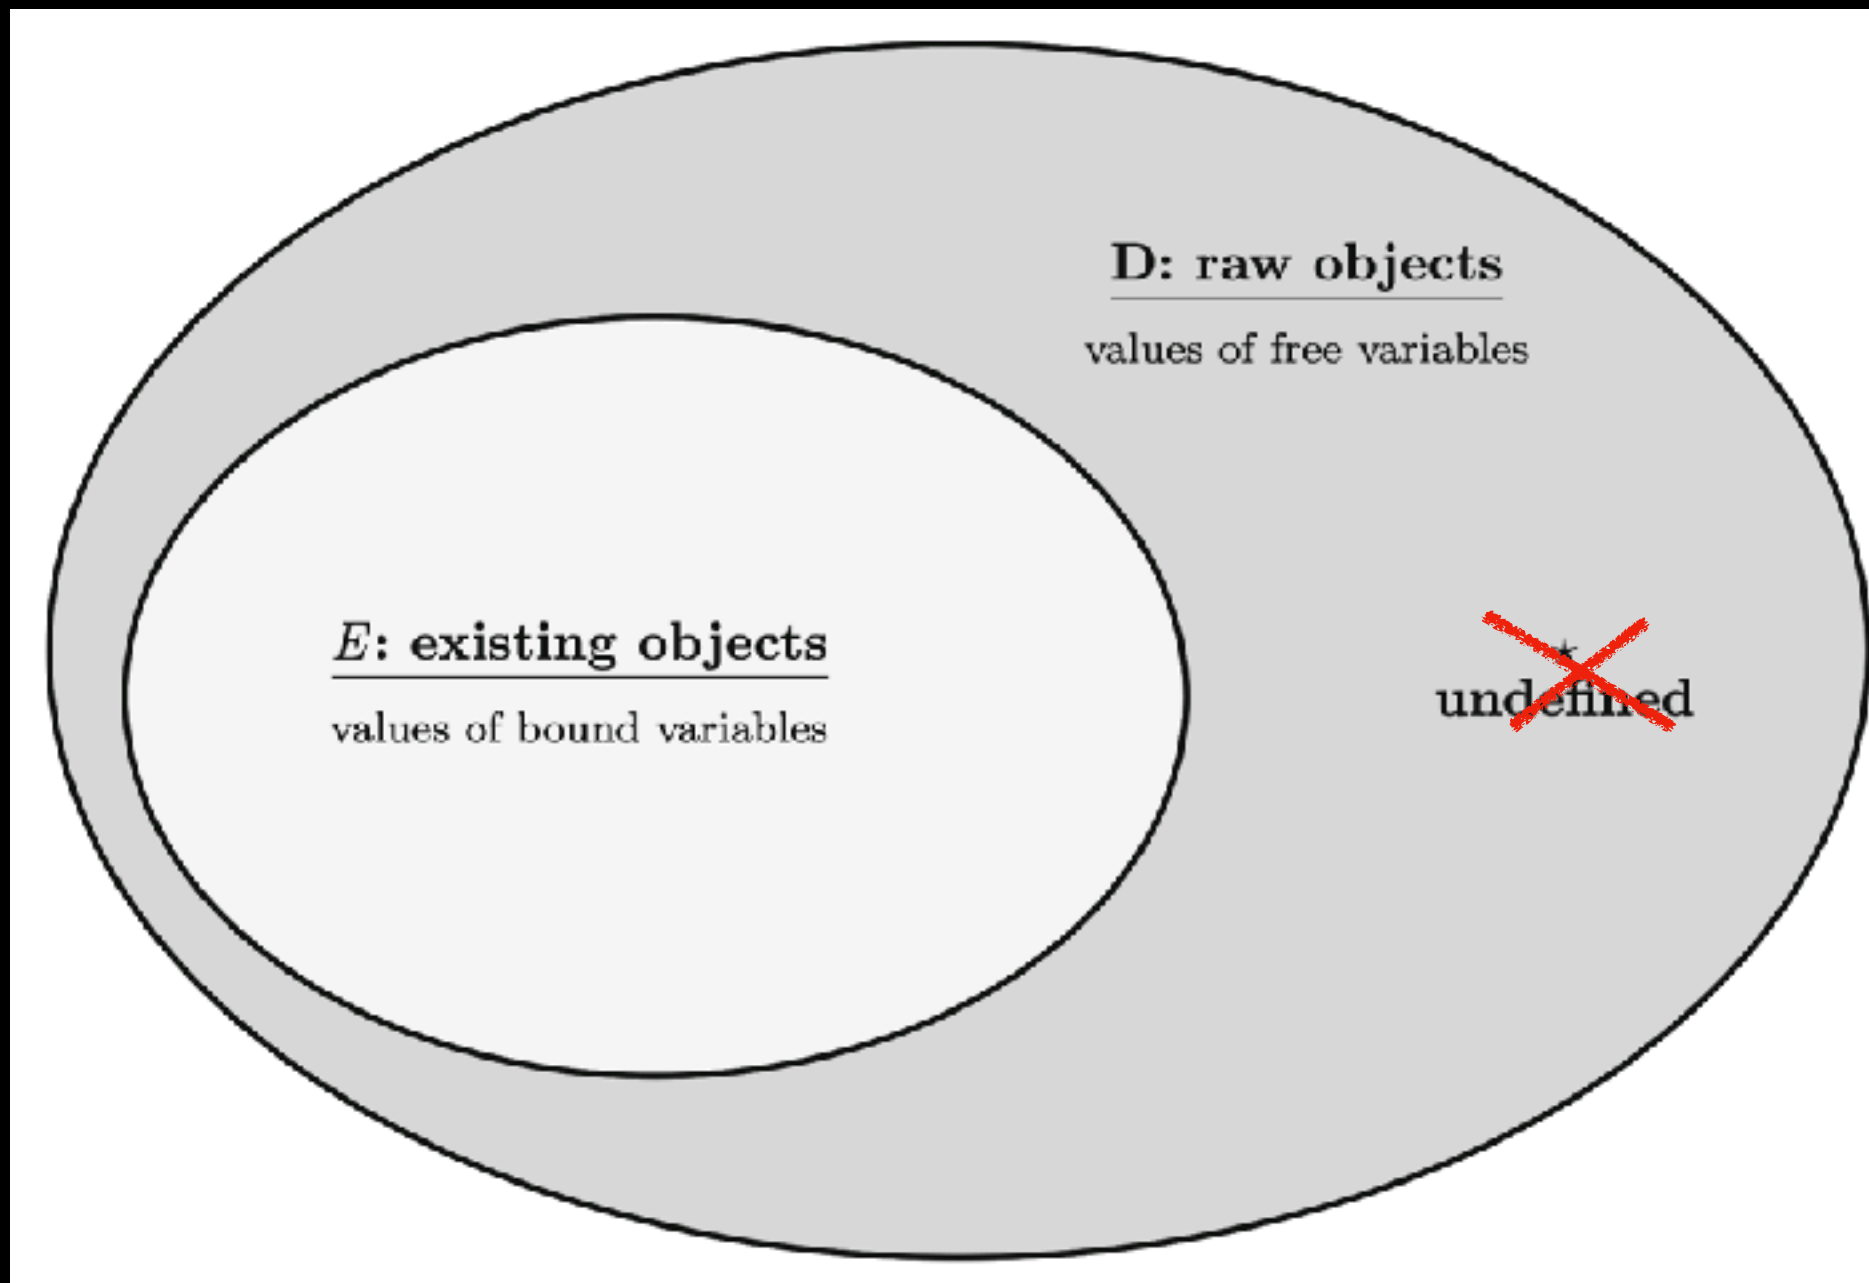 D: raw objects
values of free variables
E: existing objects
values of bound variables
⋆
undefined